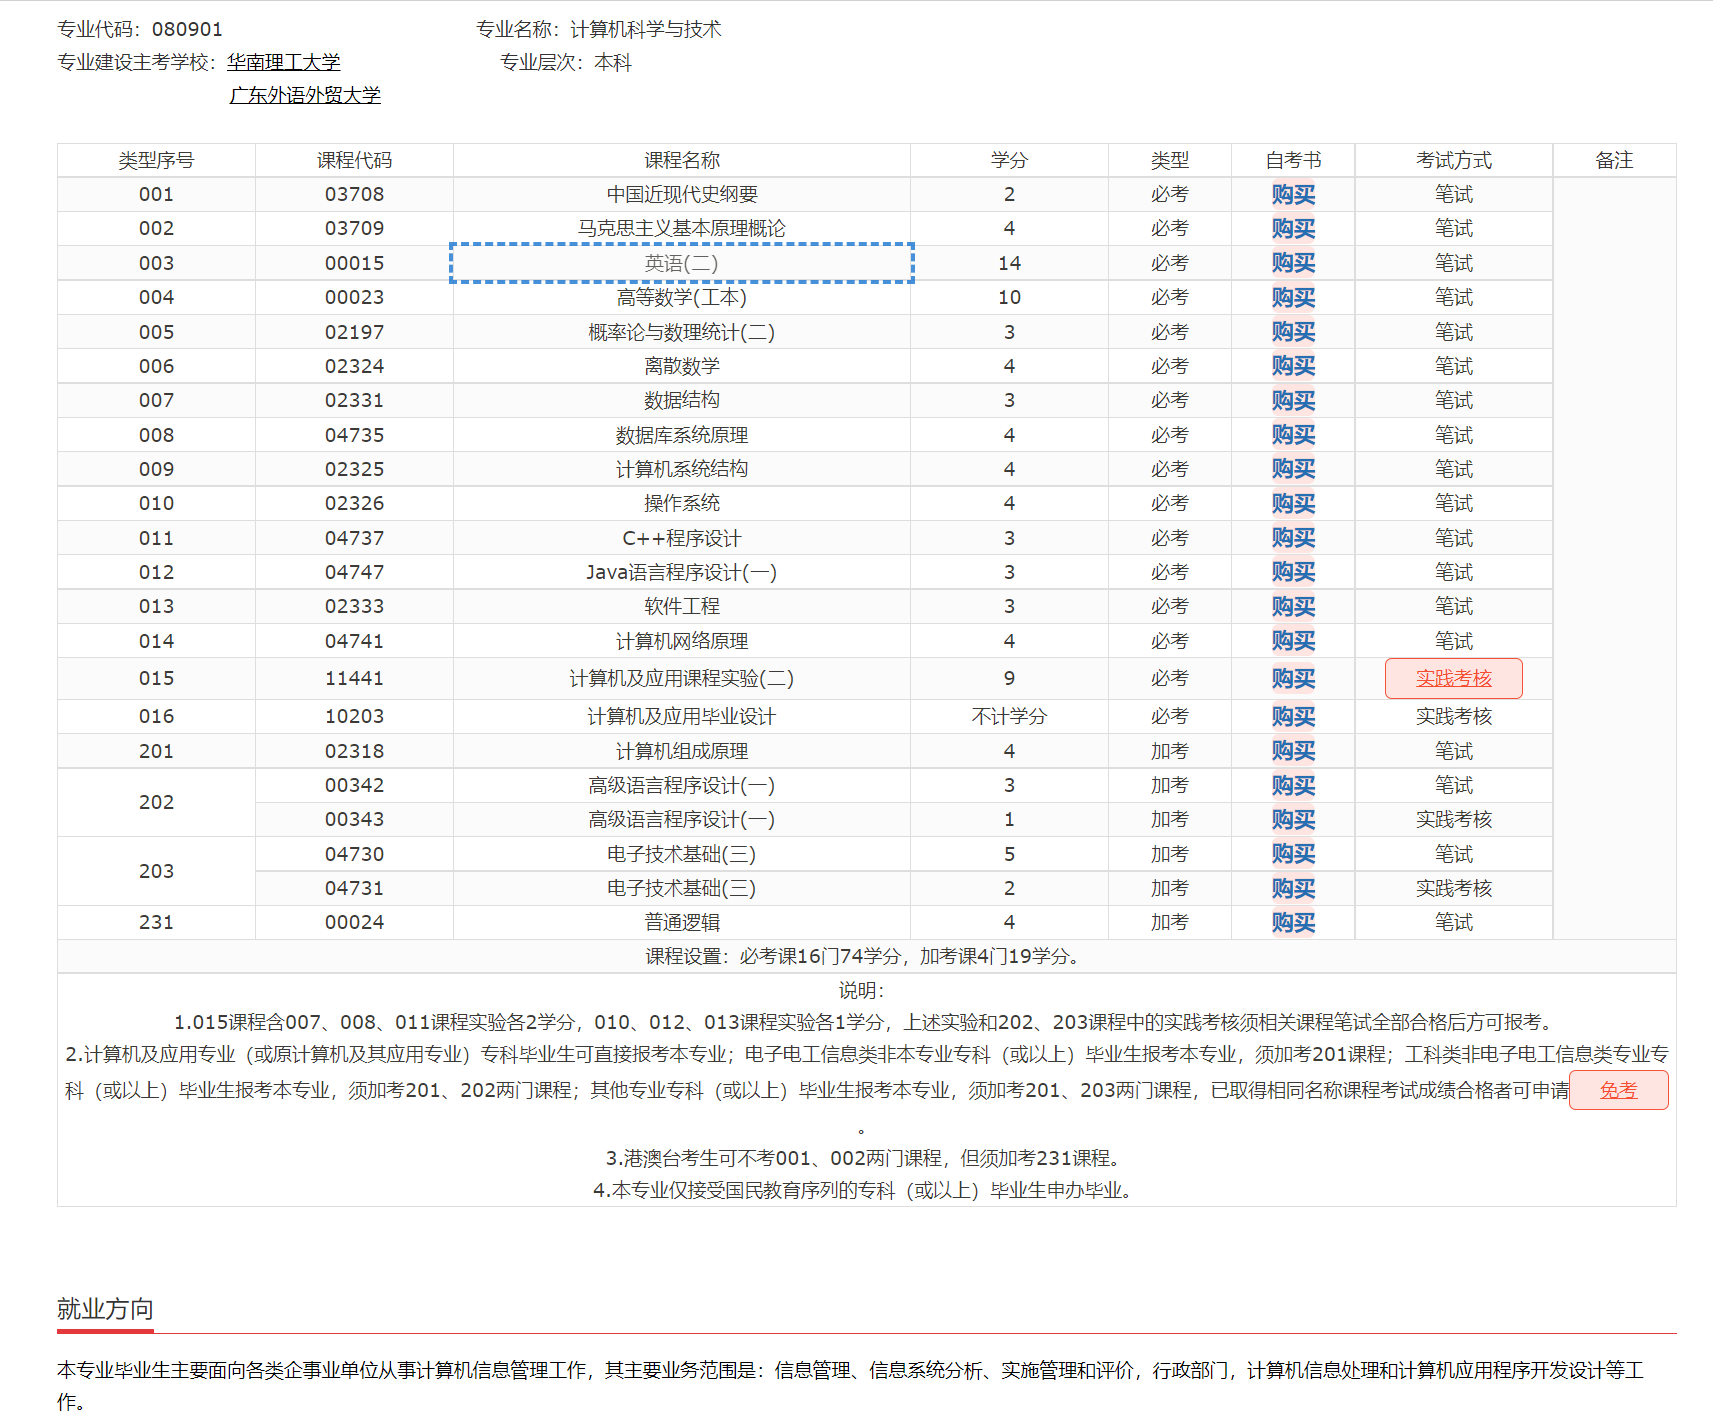 专业代码：080901 专业名称：计算机科学与技术
专业建设主考学校：华南理工大学 专业层次：本科
广东外语外贸大学
类型序号 课程代码 课程名称 学分 类型 自考书 考试方式 备注
001 03708 中国近现代史纲要 2 必考 购买 笔试
002 03709 马克思主义基本原理概论 4 必考 购买 笔试
003 00015 英语(二) 14 必考 购买 笔试
004 00023 高等数学(工本) 10 必考 购买 笔试
005 02197 概率论与数理统计(二) 3 必考 购买 笔试
006 02324 离散数学 4 必考 购买 笔试
007 02331 数据结构 3 必考 购买 笔试
008 04735 数据库系统原理 4 必考 购买 笔试
009 02325 计算机系统结构 4 必考 购买 笔试
010 02326 操作系统 4 必考 购买 笔试
011 04737 C++程序设计 3 必考 购买 笔试
012 04747 Java语言程序设计(一) 3 必考 购买 笔试
013 02333 软件工程 3 必考 购买 笔试
014 04741 计算机网络原理 4 必考 购买 笔试
015 11441 计算机及应用课程实验(二) 9 必考 购买 实践考核
016 10203 计算机及应用毕业设计 不计学分 必考 购买 实践考核
201 02318 计算机组成原理 4 加考 购买 笔试
202 00342 高级语言程序设计(一) 3 加考 购买 笔试
00343 高级语言程序设计(一) 1 加考 购买 实践考核
203 04730 电子技术基础(三) 5 加考 购买 笔试
04731 电子技术基础(三) 2 加考 购买 实践考核
231 00024 普通逻辑 4 加考 购买 笔试
课程设置：必考课16门74学分，加考课4门19学分。
说明：
1.015课程含007、008、011课程实验各2学分，010、012、013课程实验各1学分，上述实验和202、203课程中的实践考核须相关课程笔试全部合格后方可报考。
2.计算机及应用专业（或原计算机及其应用专业）专科毕业生可直接报考本专业；电子电工信息类非本专业专科（或以上）毕业生报考本专业，须加考201课程；工科类非电子电工信息类专业专
科（或以上）毕业生报考本专业，须加考201、202两门课程；其他专业专科（或以上）毕业生报考本专业，须加考201、203两门课程，已取得相同名称课程考试成绩合格者可申请免考
。
3.港澳台考生可不考001、002两门课程，但须加考231课程。
4.本专业仅接受国民教育序列的专科（或以上）毕业生申办毕业。
就业方向
本专业毕业生主要面向各类企事业单位从事计算机信息管理工作，其主要业务范围是：信息管理、信息系统分析、实施管理和评价，行政部门，计算机信息处理和计算机应用程序开发设计等工
作。